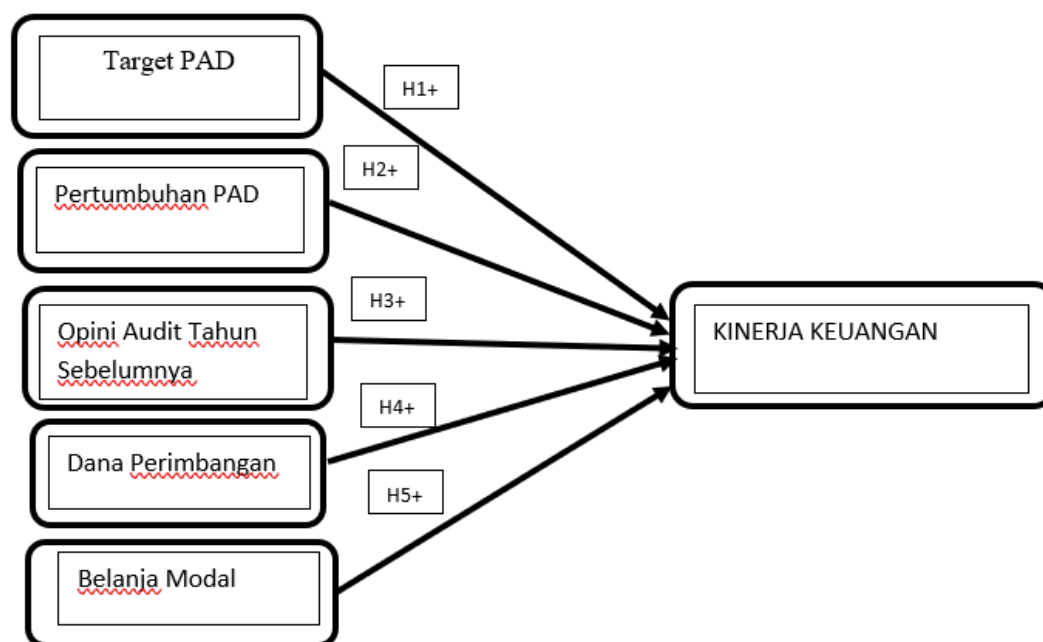 Target PAD
H1+
H2+
Pertumbuhan PAD
H3+
Opini Audit Tahun
Sebelumnya
KINERJA KEUANGAN
H4+
Dana Perimbangan
H5+
Belanja Modal